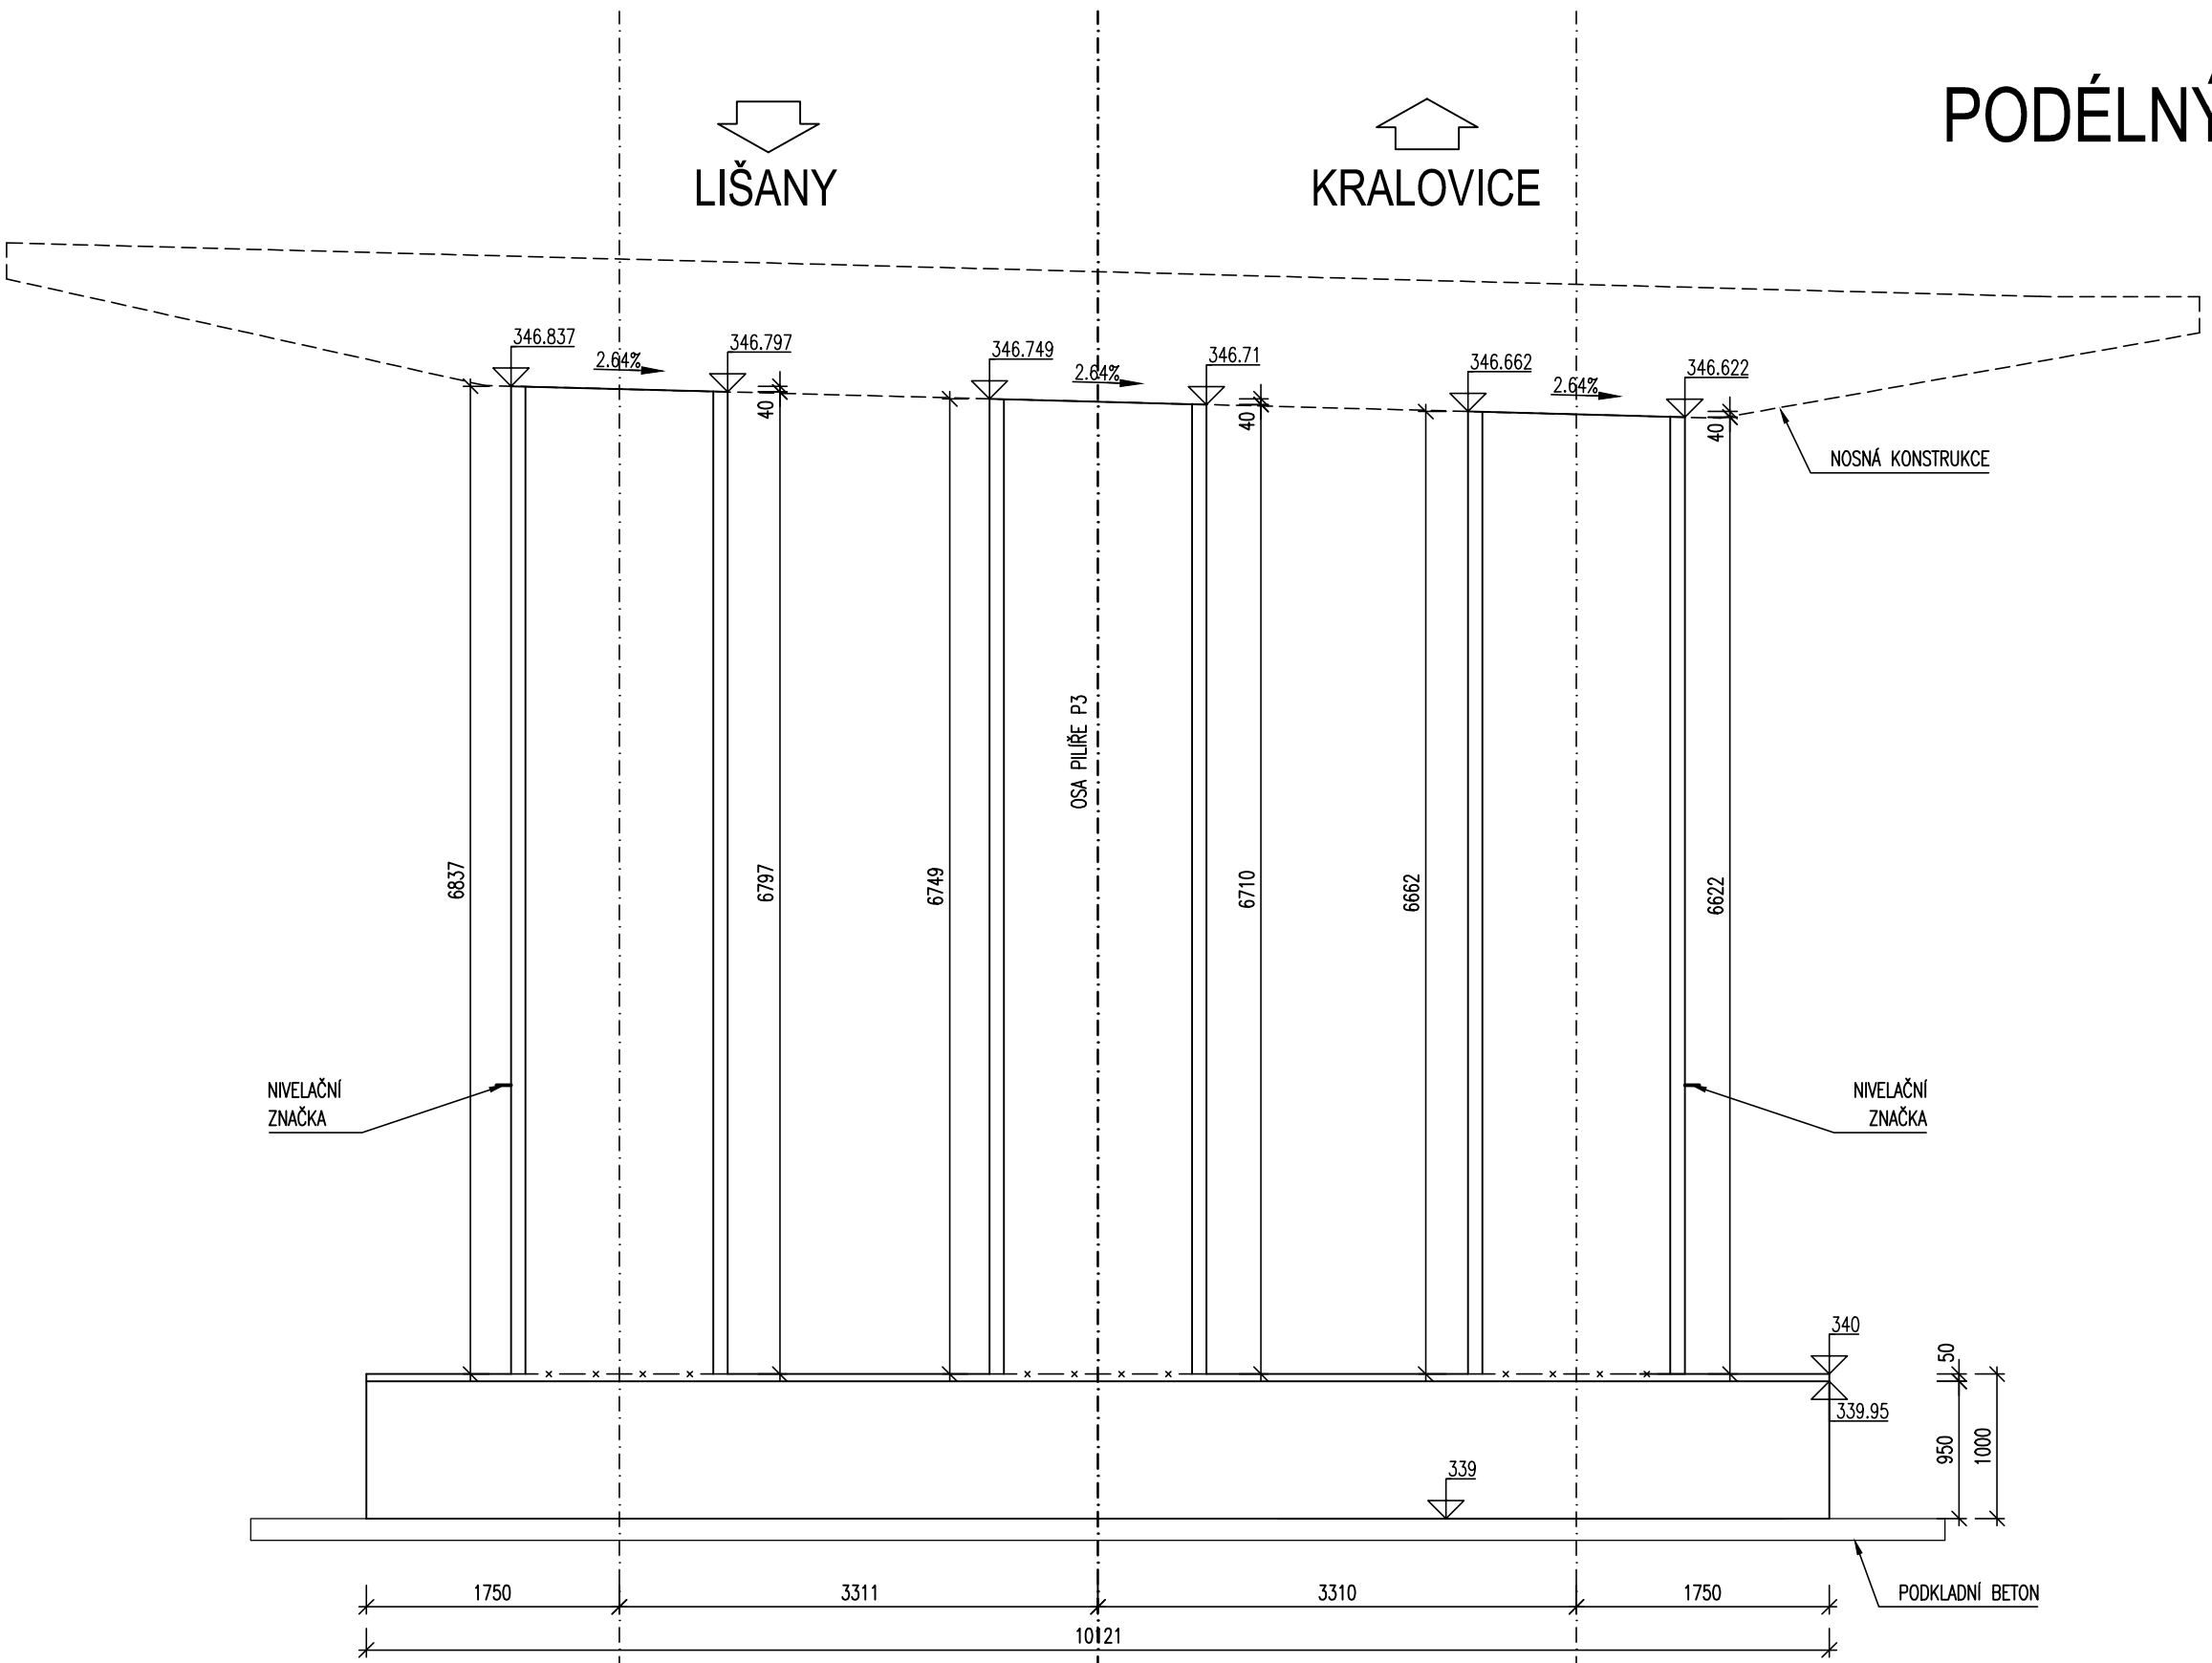 PODÉLNÝ
LIŠANY
KRALOVICE
346.837
2.64%
346.797
346.749
2.64%
346.71
346.662
2.64%
346.622
40
40
40
NOSNÁ KONSTRUKCE
OSA PILÍŘE P3
6837
6797
6749
6710
6662
6622
NIVELAČNÍ
ZNAČKA
NIVELAČNÍ
ZNAČKA
340
50
339.95
950
1000
339
PODKLADNÍ BETON
1750
3311
3310
1750
10121